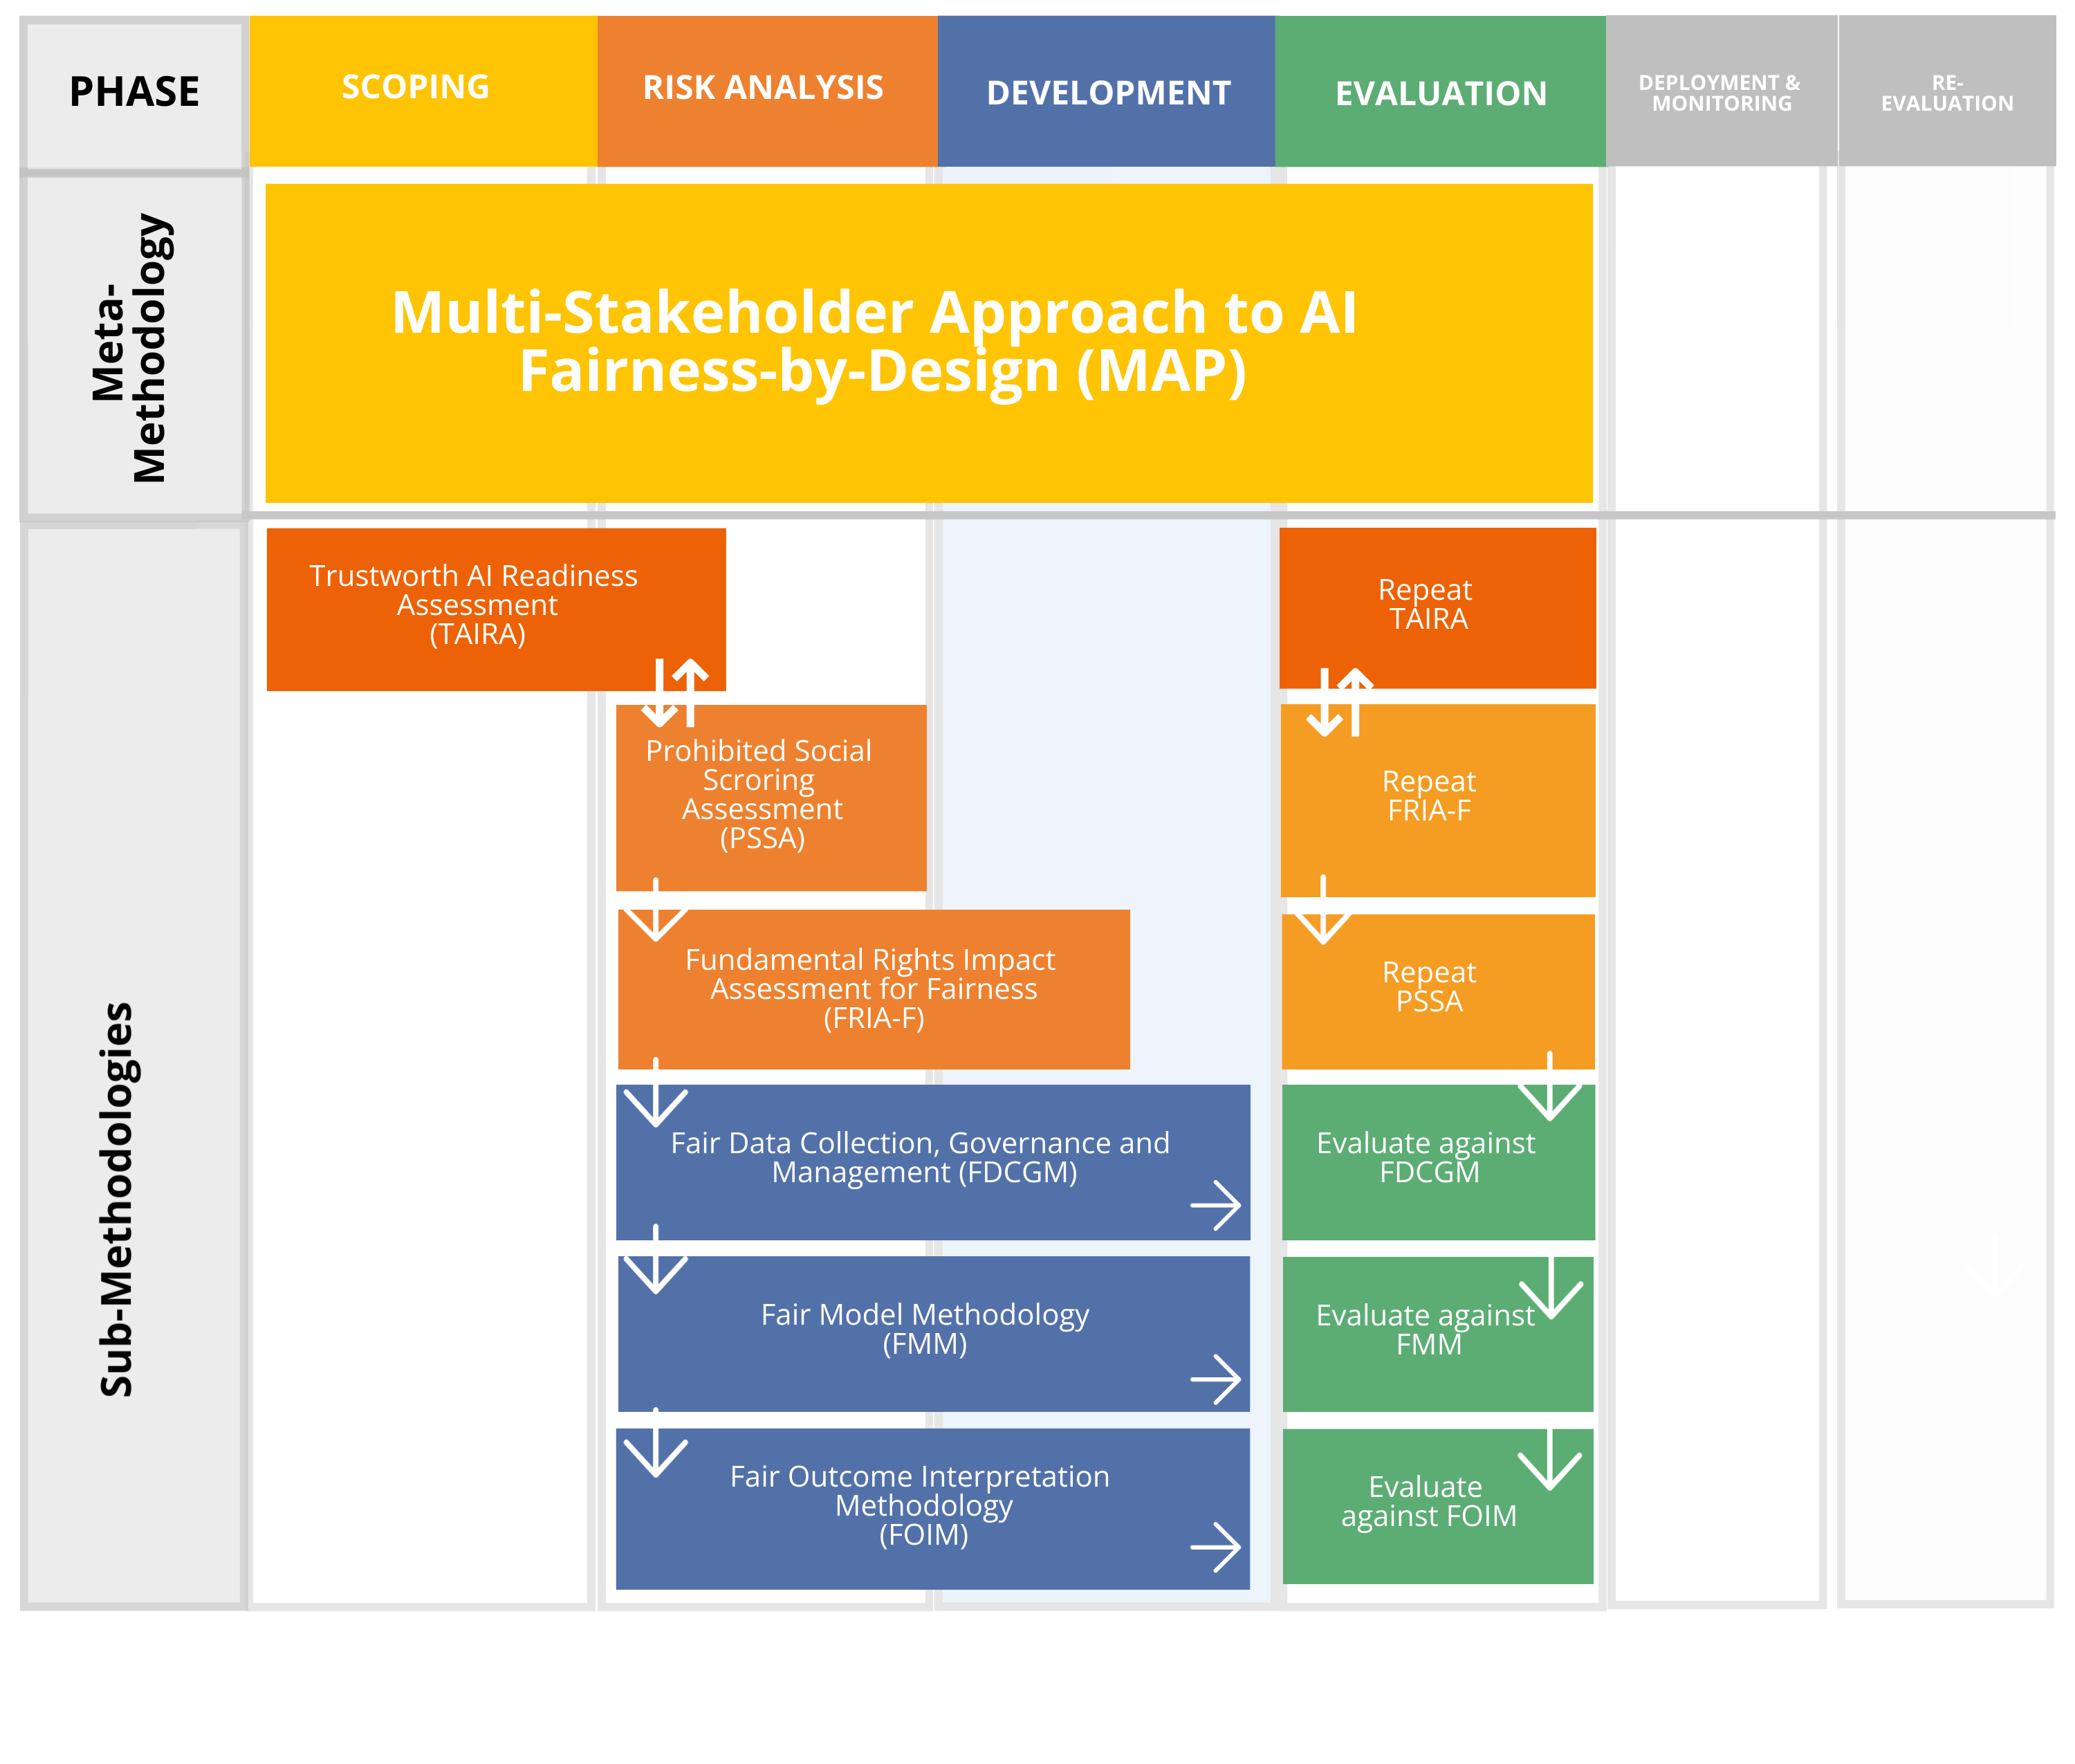 PHASE
SCOPING
RISK ANALYSIS
DEVELOPMENT
EVALUATION
DEPLOYMENT &
MONITORING
RE-
EVALUATION
Meta-
Methodology
Multi-Stakeholder Approach to AI
Fairness-by-Design (MAP)
Sub-Methodologies
Trustworth AI Readiness
Assessment
(TAIRA)
Repeat
TAIRA
Prohibited Social
Scroring
Assessment
(PSSA)
Repeat
FRIA-F
Fundamental Rights Impact
Assessment for Fairness
(FRIA-F)
Repeat
PSSA
Fair Data Collection, Governance and
Management (FDCGM)
Evaluate against
FDCGM
Fair Model Methodology
(FMM)
Evaluate against
FMM
Fair Outcome Interpretation
Methodology
(FOIM)
Evaluate
against FOIM